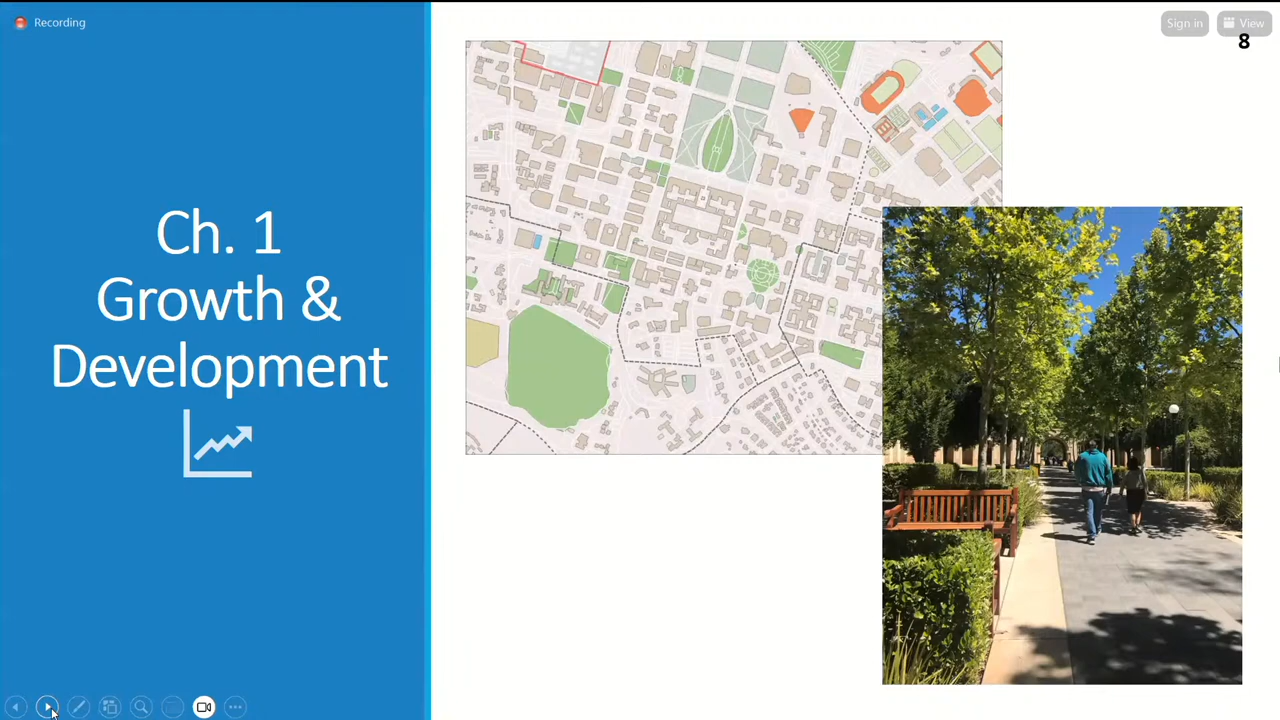 Recording
Sign in
View
8
Ch. 1
Growth &
Development